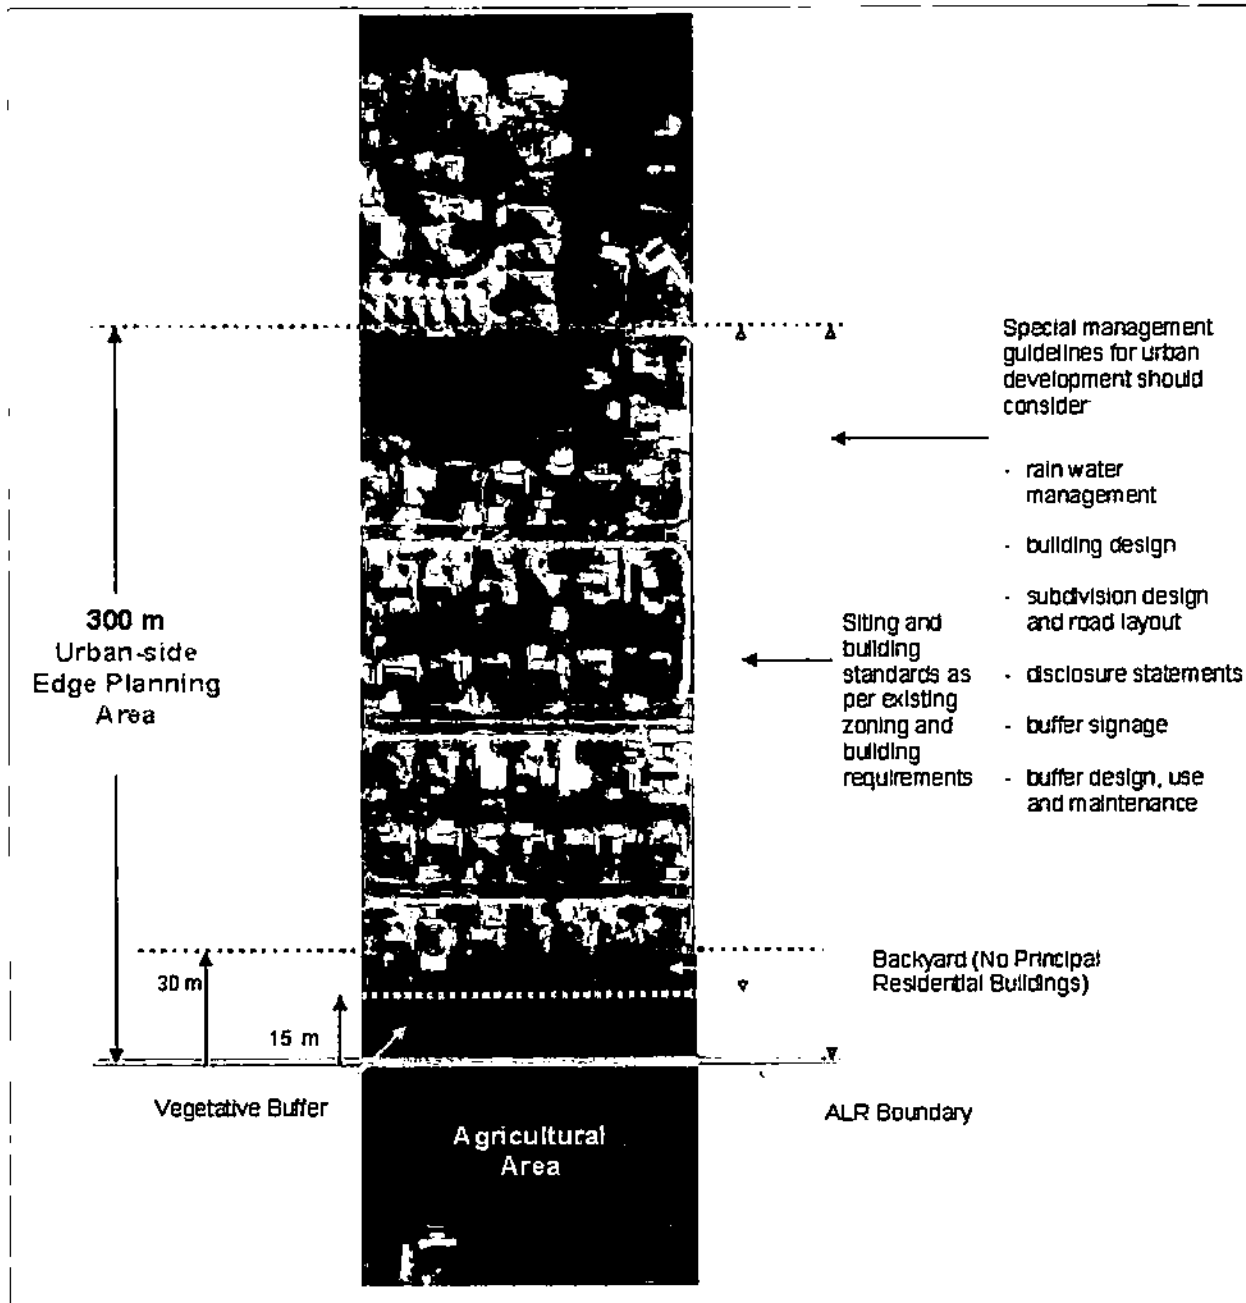 Special management
guidelines for urban
development should
consider
- rain water
management
- building design
- subdivision design
and road layout
- disclosure statements
- buffer signage
- buffer design, use
and maintenance
300 m
Urban-side
Edge Planning
Area
Siting and
building
standards as
per existing
zoning and
building
requirements
Backyard (No Principal
Residential Buildings)
30 m
15 m
Vegetative Buffer
ALR Boundary
Agricultural
Area